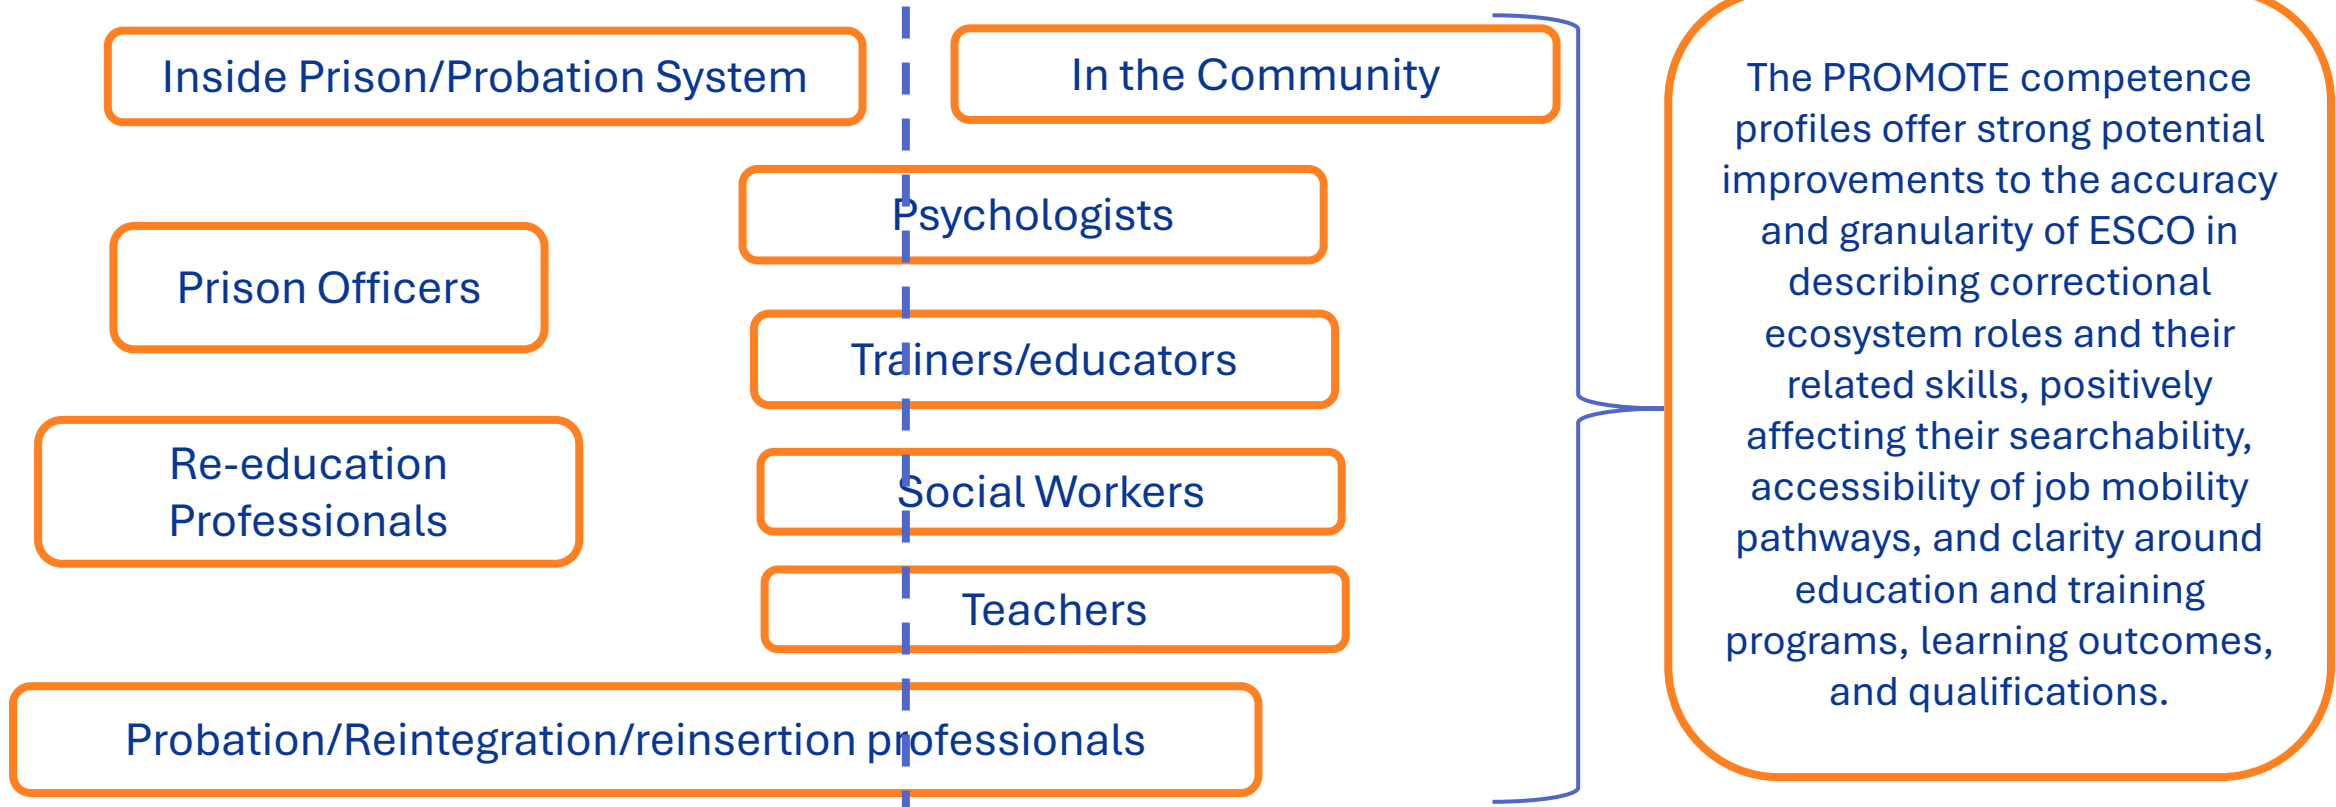 Inside Prison/Probation System
In the Community
Psychologists
Prison Officers
Trainers/educators
Re-education
Professionals
Social Workers
Teachers
Probation/Reintegration/reinsertion professionals
The PROMOTE competence
profiles offer strong potential
improvements to the accuracy
and granularity of ESCO in
describing correctional
ecosystem roles and their
related skills, positively
affecting their searchability,
accessibility of job mobility
pathways, and clarity around
education and training
programs, learning outcomes,
and qualifications.